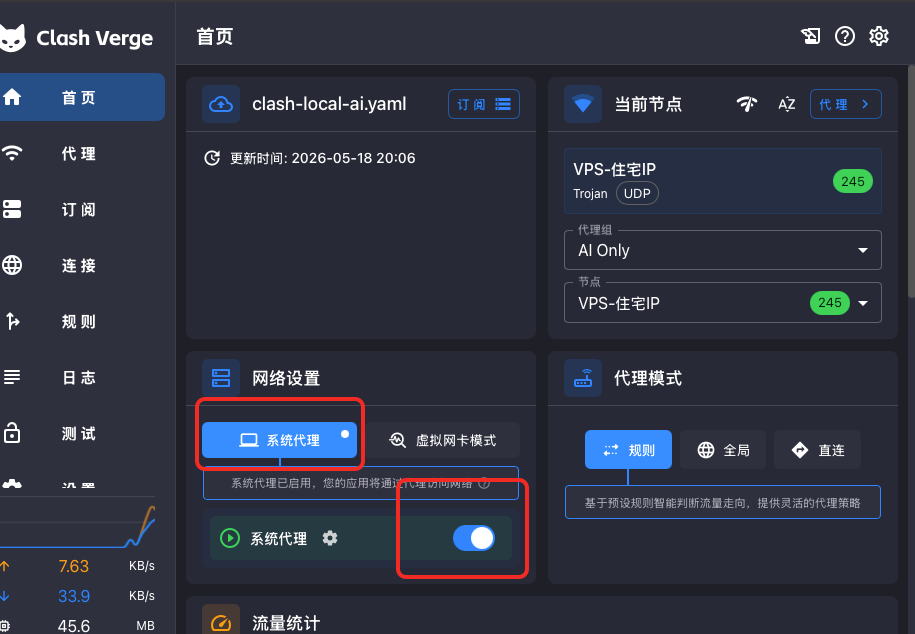 Clash Verge
首页
首页
代理
订阅
连接
规则
日志
测试
设置
7.63 KB/s
33.9 KB/s
45.6 MB
clash-local-ai.yaml
订阅
更新时间: 2026-05-18 20:06
当前节点
AZ
代理
VPS-住宅IP
Trojan UDP
245
代理组
AI Only
节点
VPS-住宅IP
245
网络设置
系统代理
虚拟网卡模式
系统代理已启用，您的应用将通过代理访问网络
系统代理
代理模式
规则
全局
直连
基于预设规则智能判断流量走向，提供灵活的代理策略
流量统计